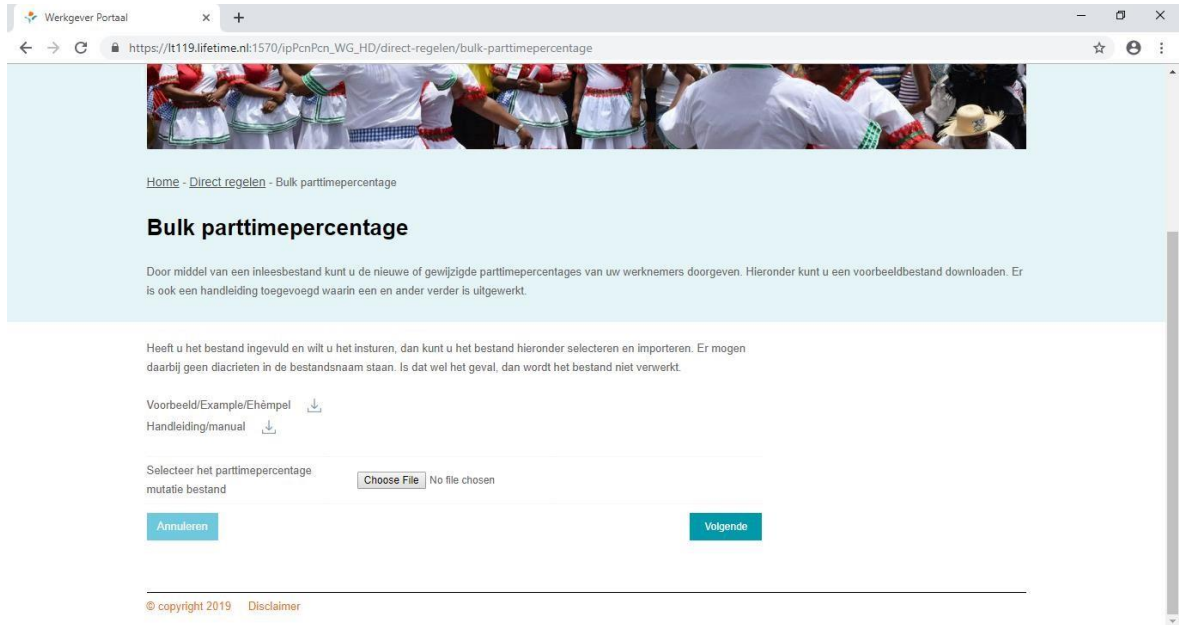 Werkgever Portaal
https://lt119.lifetime.nl:1570/ipPcnPcn_WG_HD/direct-regelen/bulk-parttimepercentage
Home - Direct regelen - Bulk parttimepercentage
Bulk parttimepercentage
Door middel van een inleesbestand kunt u de nieuwe of gewijzigde parttimepercentages van uw werknemers doorgeven. Hieronder kunt u een voorbeeldbestand downloaden. Er
is ook een handleiding toegevoegd waarin een en ander verder is uitgewerkt.
Heeft u het bestand ingevuld en wilt u het insturen, dan kunt u het bestand hieronder selecteren en importeren. Er mogen
daarbij geen diacrieten in de bestandsnaam staan. Is dat wel het geval, dan wordt het bestand niet verwerkt.
Voorbeeld/Example/Ehèmpel
Handleiding/manual
Selecteer het parttimepercentage
mutatie bestand
Choose File No file chosen
Annuleren Volgende
© copyright 2019 Disclaimer